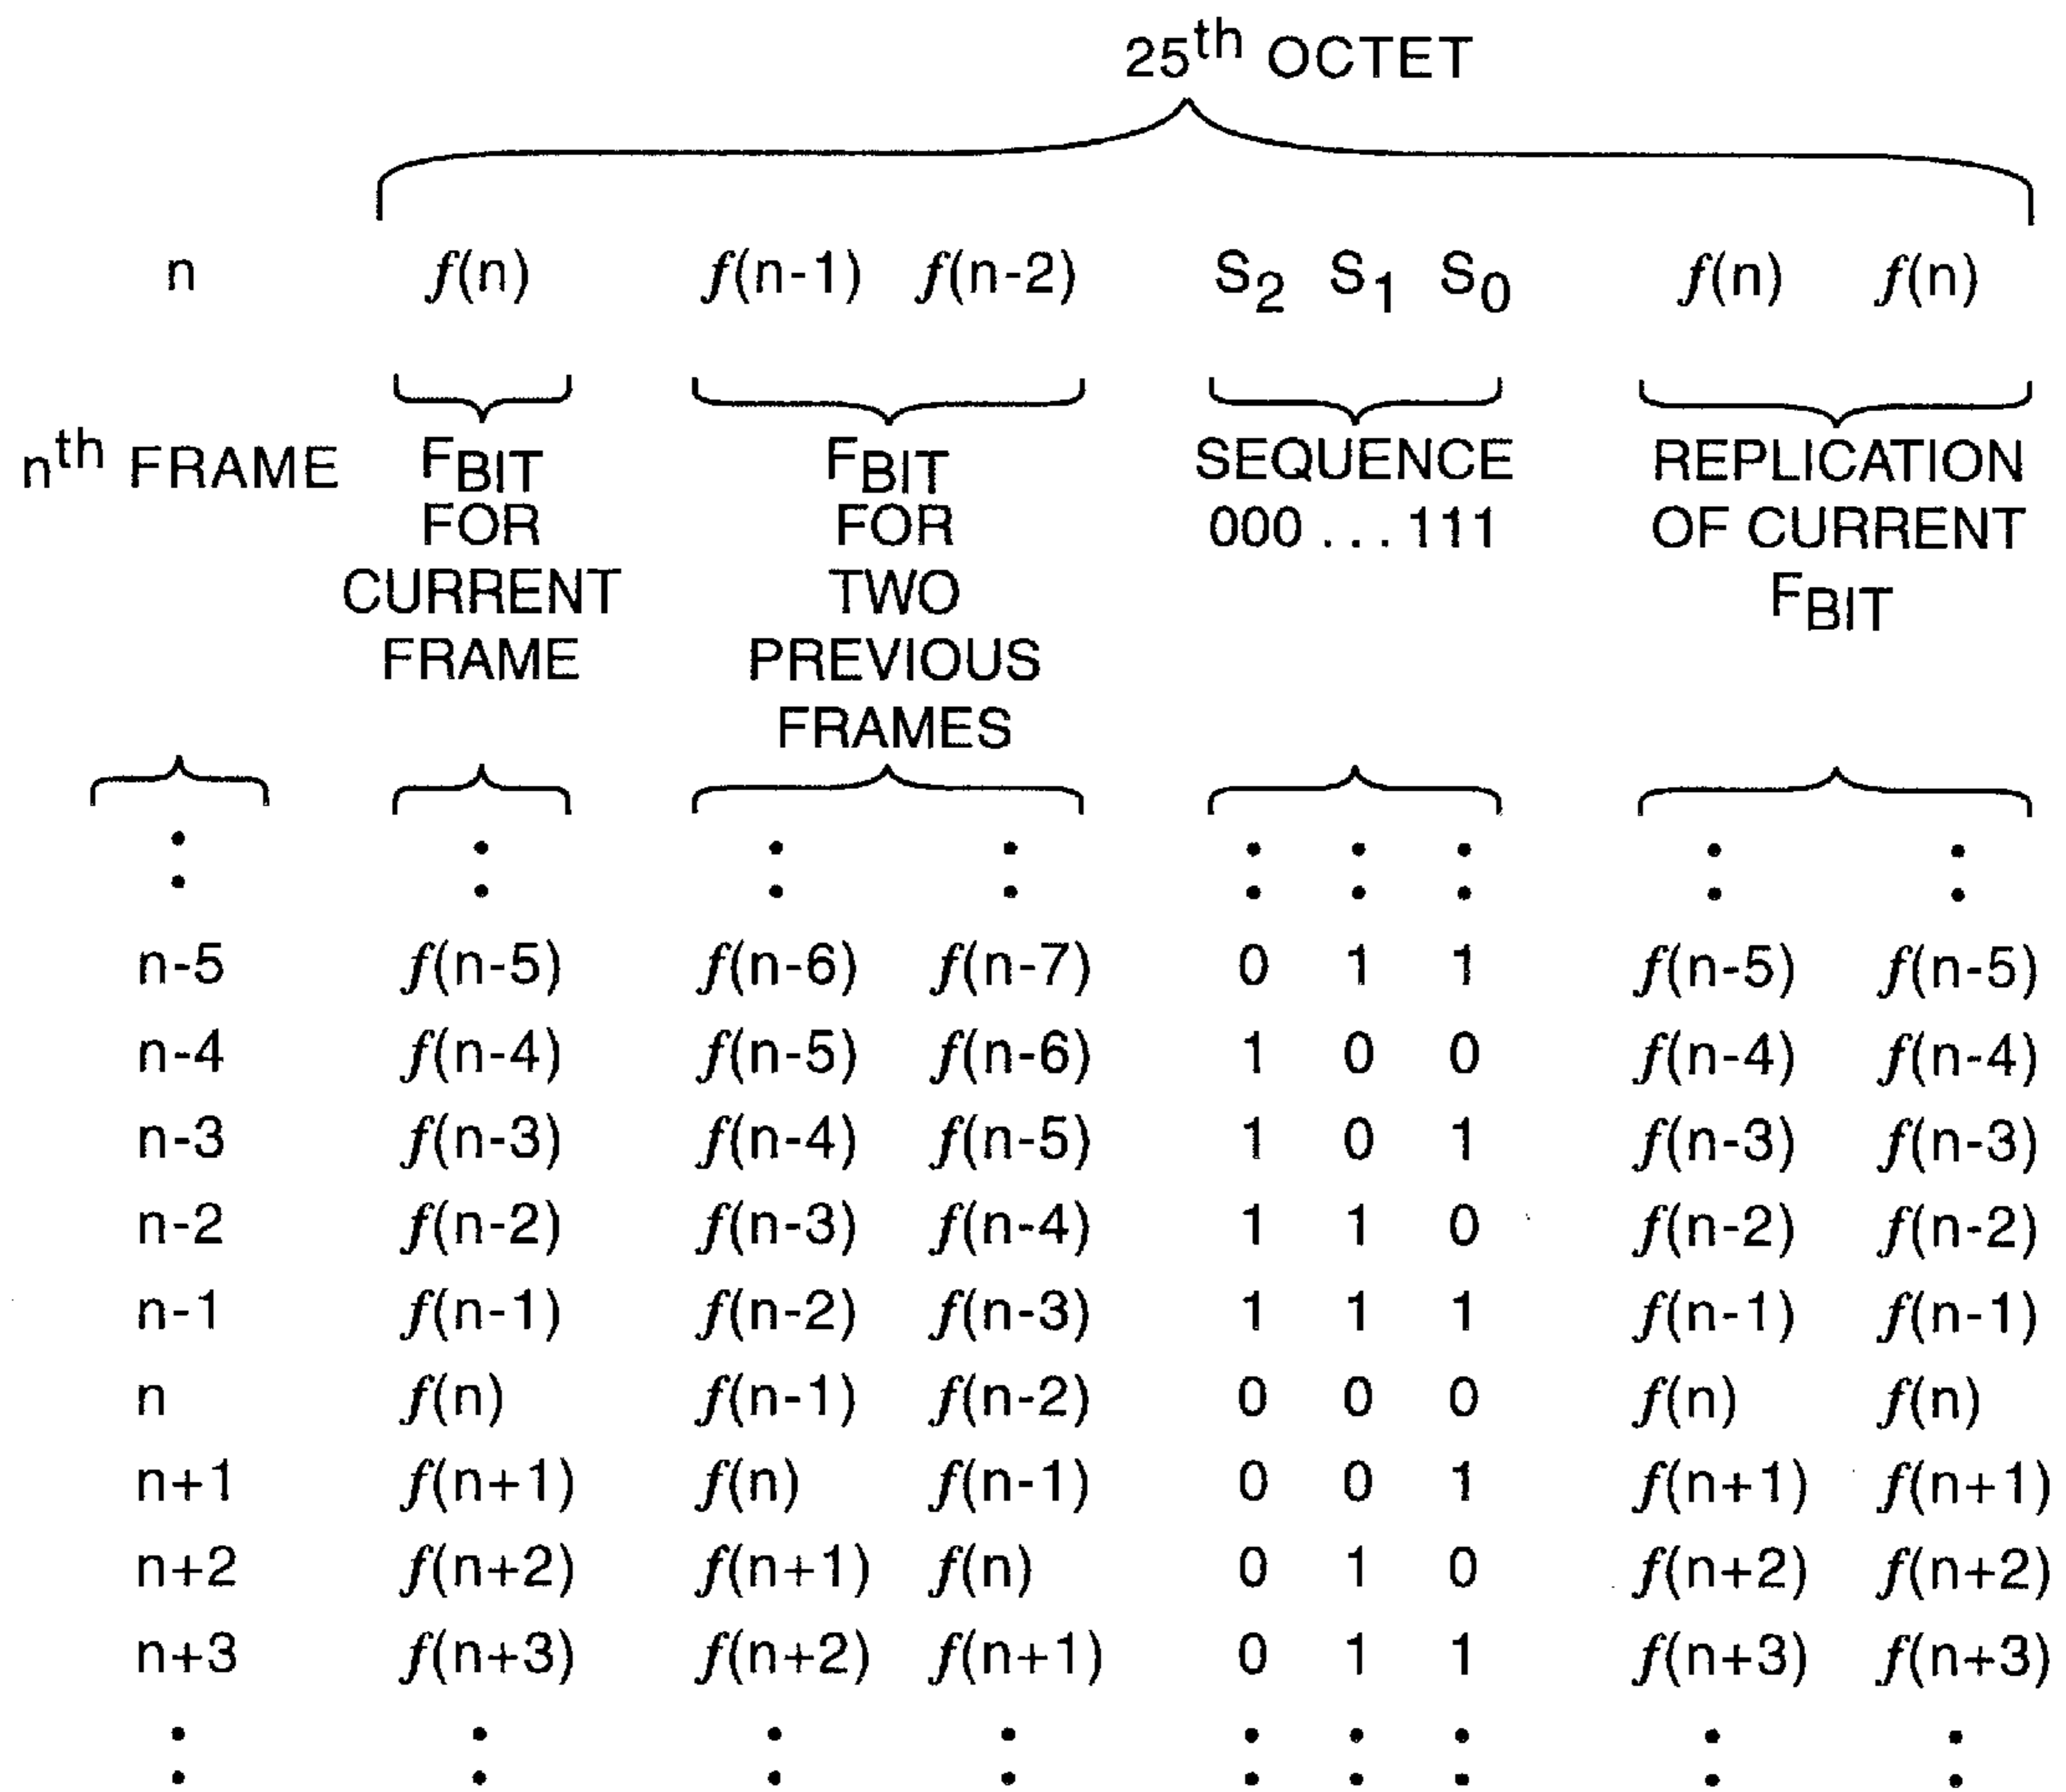 25th OCTET
n f(n) f(n-1) f(n-2) S2 S1 S0 f(n) f(n)
nth FRAME FBIT FBIT SEQUENCE REPLICATION
FOR FOR 000 ... 111 OF CURRENT
CURRENT TWO FBIT
FRAME PREVIOUS
FRAMES
n-5 f(n-5) f(n-6) f(n-7) 0 1 1 f(n-5) f(n-5)
n-4 f(n-4) f(n-5) f(n-6) 1 0 0 f(n-4) f(n-4)
n-3 f(n-3) f(n-4) f(n-5) 1 0 1 f(n-3) f(n-3)
n-2 f(n-2) f(n-3) f(n-4) 1 1 0 f(n-2) f(n-2)
n-1 f(n-1) f(n-2) f(n-3) 1 1 1 f(n-1) f(n-1)
n f(n) f(n-1) f(n-2) 0 0 0 f(n) f(n)
n+1 f(n+1) f(n) f(n-1) 0 0 1 f(n+1) f(n+1)
n+2 f(n+2) f(n+1) f(n) 0 1 0 f(n+2) f(n+2)
n+3 f(n+3) f(n+2) f(n+1) 0 1 1 f(n+3) f(n+3)